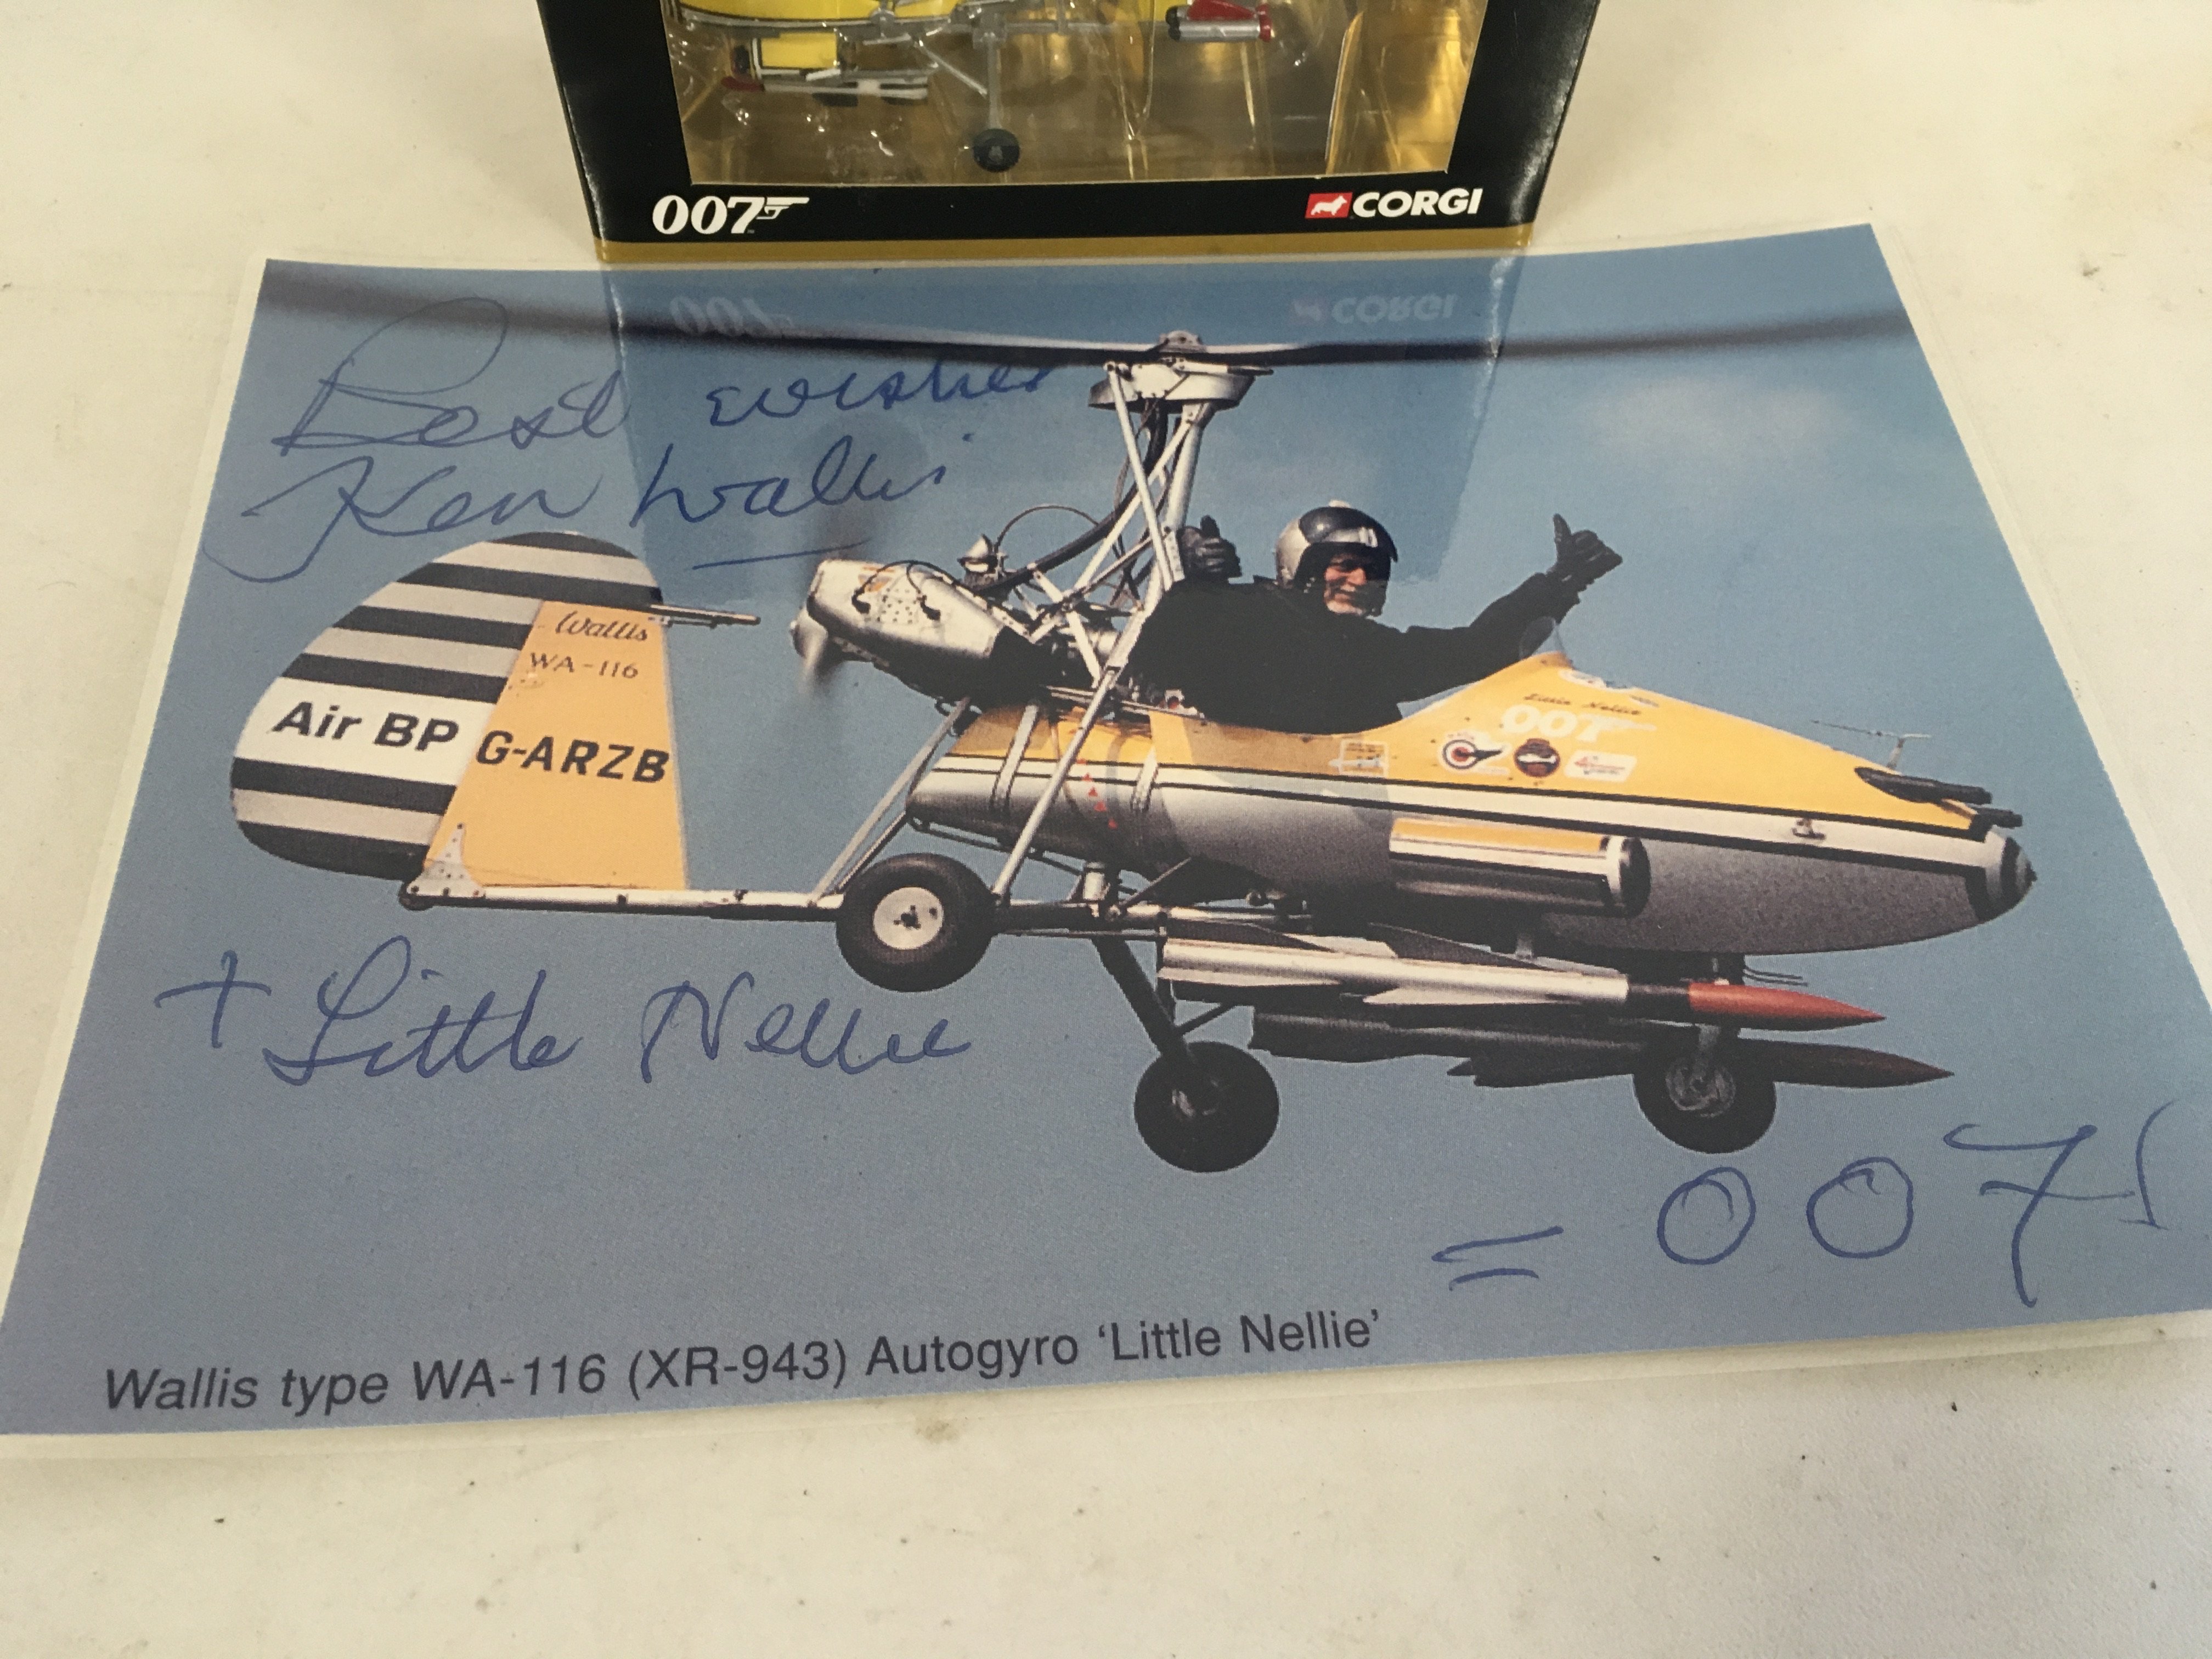 007
CORGI
Best wishes
Ken Wallis
Wallis
WA-116
Air BP
G-ARZB
Little Nellie
007
+ Little Nellie
= 007!
Wallis type WA-116 (XR-943) Autogyro ‘Little Nellie’